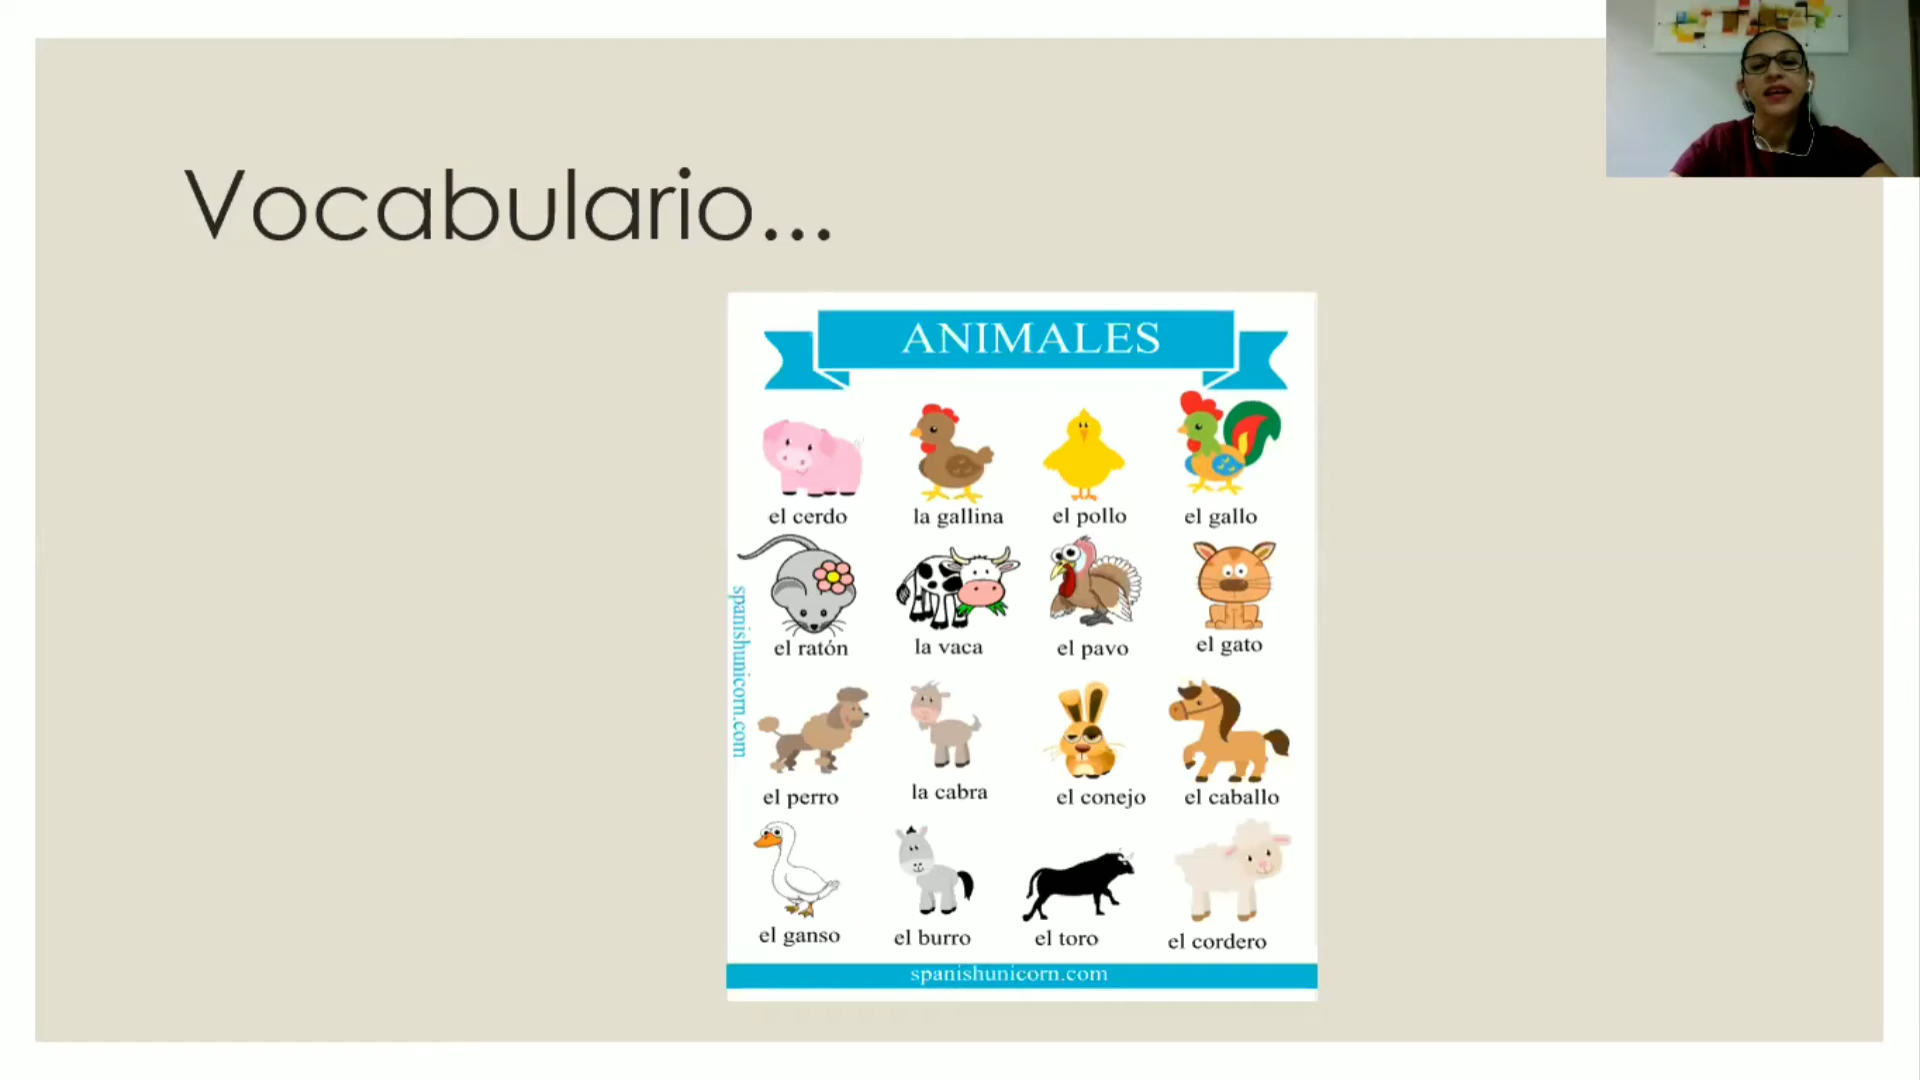 Vocabulario...
ANIMALES
el cerdo la gallina el pollo el gallo
el ratón la vaca el pavo el gato
el perro la cabra el conejo el caballo
el ganso el burro el toro el cordero
spanishunicorn.com
spanishunicorn.com